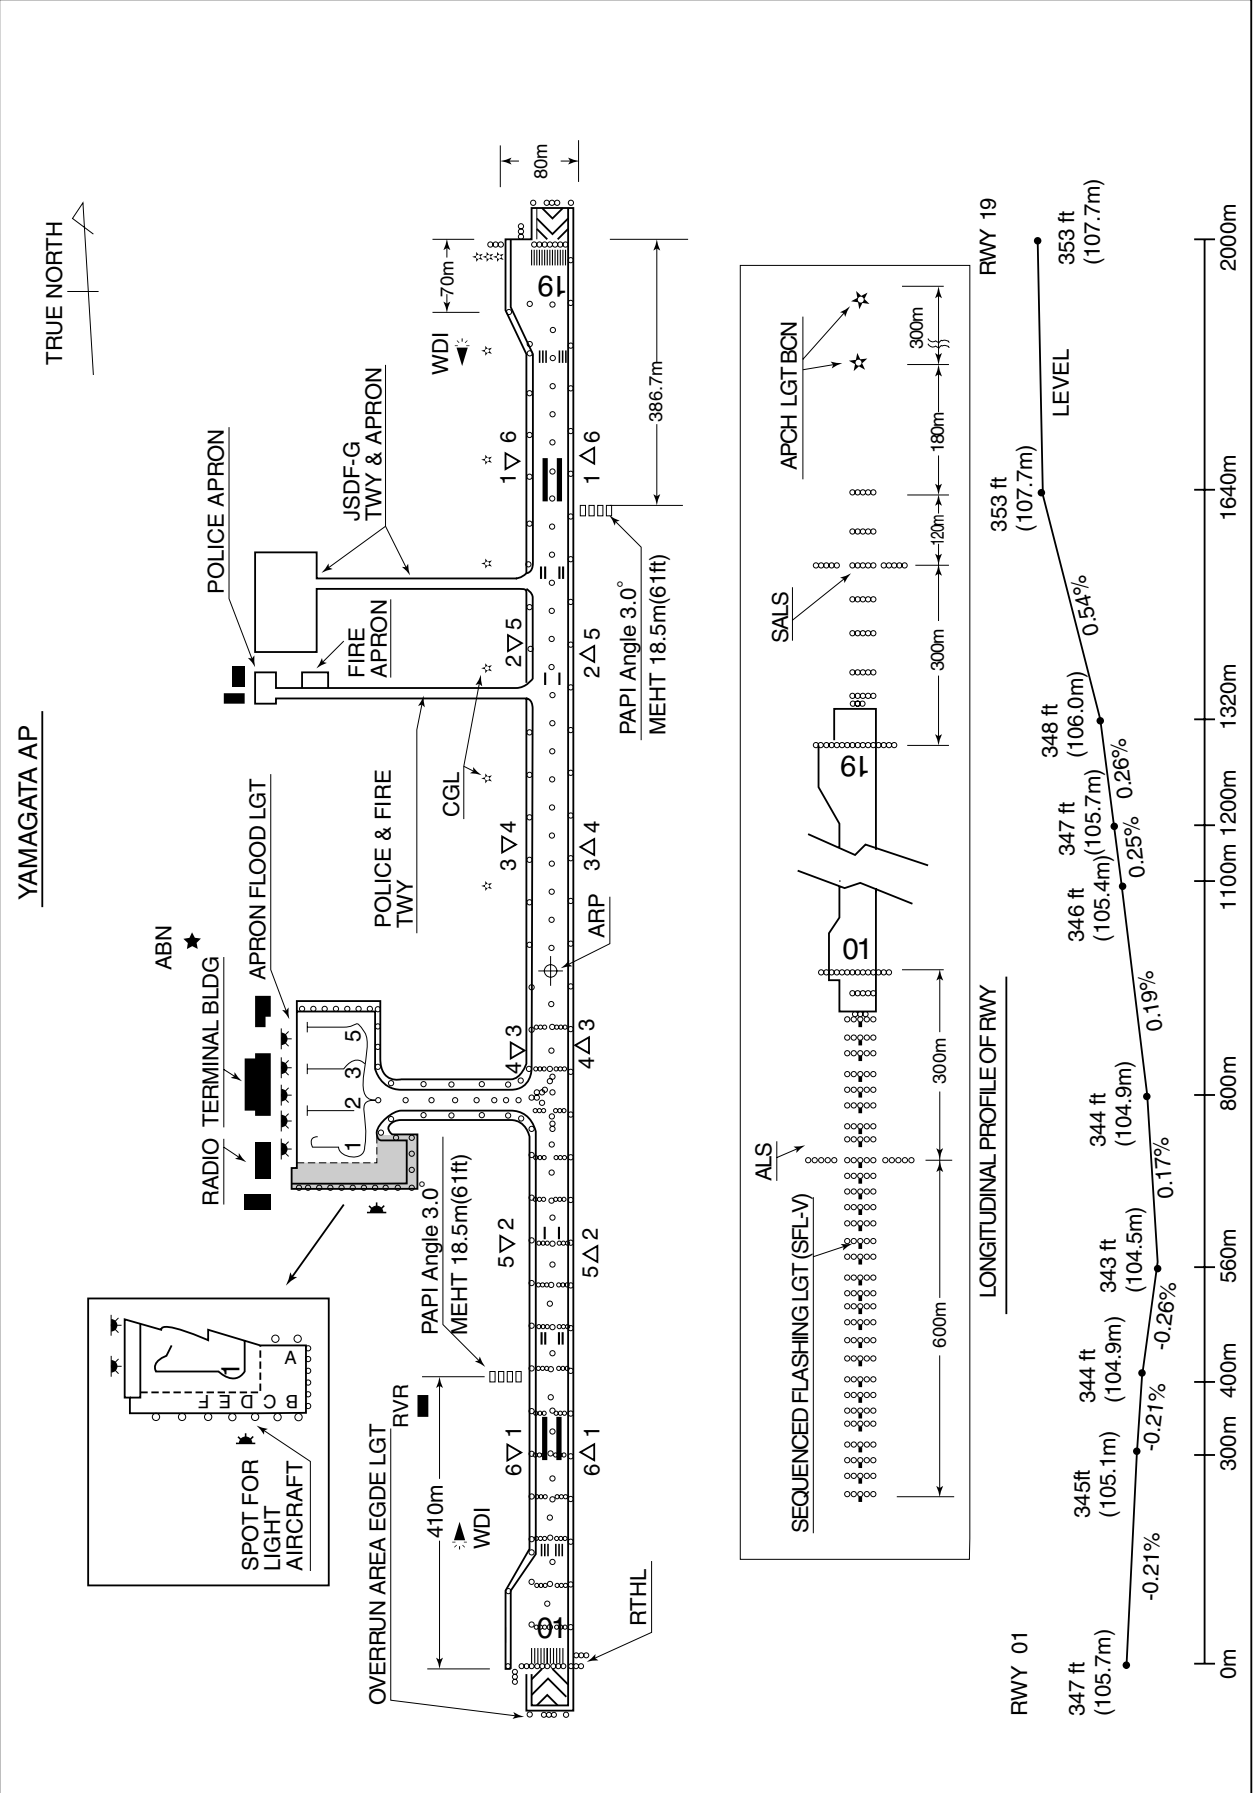 YAMAGATA AP
TRUE NORTH
ABN
RADIO
TERMINAL BLDG
APRON FLOOD LGT
POLICE APRON
FIRE
APRON
JSDF-G
TWY & APRON
POLICE & FIRE
TWY
CGL
WDI
70m
80m
386.7m
1
2
3
5
SPOT FOR
LIGHT
AIRCRAFT
1
A
B
C
D
E
F
OVERRUN AREA EGDE LGT
RVR
410m
WDI
PAPI Angle 3.0
MEHT 18.5m(61ft)
6▽1
5▽2
4▽3
3▽4
2▽5
1▽6
01
19
6△1
5△2
4△3
3△4
2△5
1△6
RTHL
ARP
PAPI Angle 3.0°
MEHT 18.5m(61ft)
SEQUENCED FLASHING LGT (SFL-V)
ALS
SALS
APCH LGT BCN
01
19
600m
300m
300m
120m
180m
300m
LONGITUDINAL PROFILE OF RWY
RWY 01
RWY 19
347 ft
(105.7m)
345ft
(105.1m)
344 ft
(104.9m)
343 ft
(104.5m)
344 ft
(104.9m)
346 ft
(105.4m)
347 ft
(105.7m)
348 ft
(106.0m)
353 ft
(107.7m)
353 ft
(107.7m)
-0.21%
-0.21%
-0.26%
0.17%
0.19%
0.25%
0.26%
0.54%
LEVEL
0m
300m
400m
560m
800m
1100m
1200m
1320m
1640m
2000m